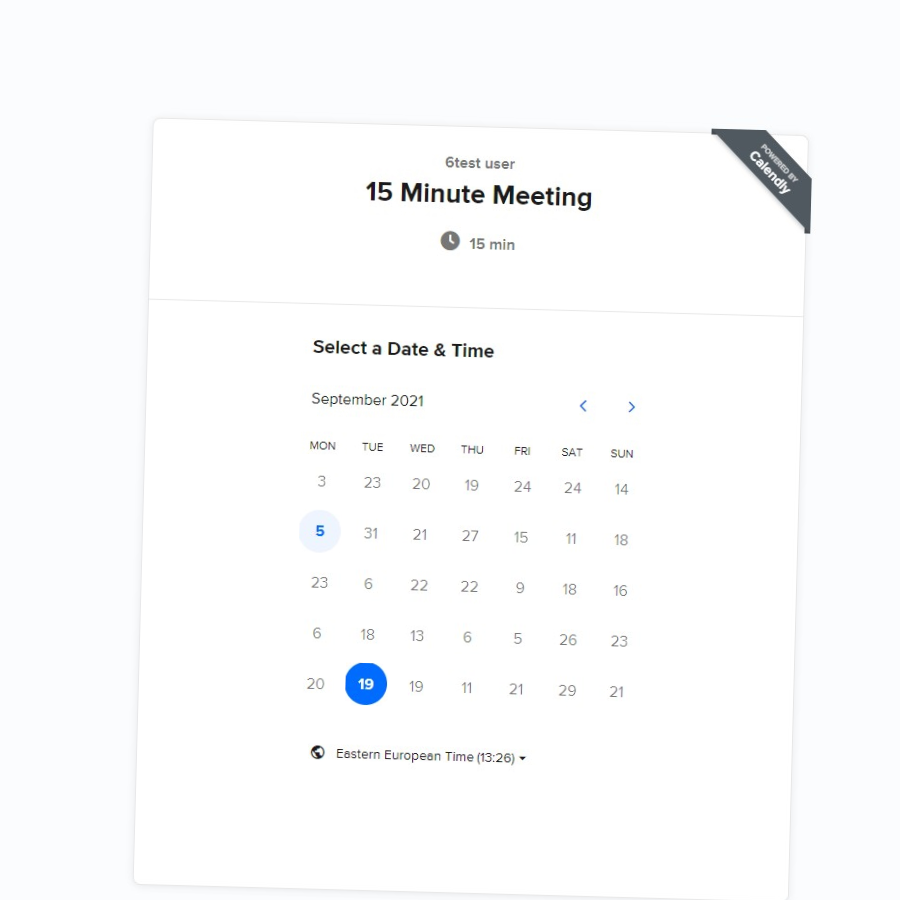 POWERED BY
Calendly
6test user
15 Minute Meeting
15 min
Select a Date & Time
September 2021
MON TUE WED THU FRI SAT SUN
3 23 20 19 24 24 14
5 31 21 27 15 11 18
23 6 22 22 9 18 16
6 18 13 6 5 26 23
20 19 19 11 21 29 21
Eastern European Time (13:26)